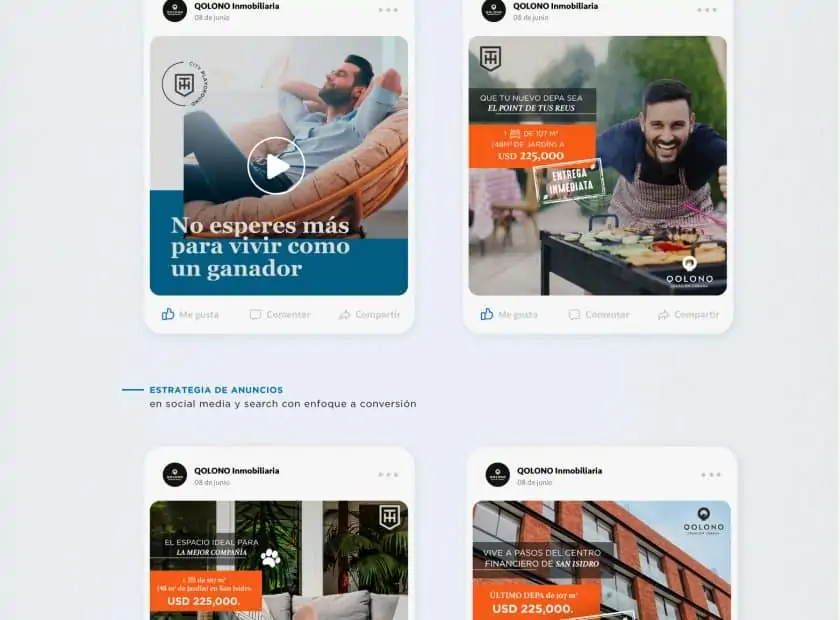 QOLONO Inmobiliaria
08 de junio
CITY PLAYGROUND
No esperes más
para vivir como
un ganador
Me gusta
Comentar
Compartir
QOLONO Inmobiliaria
08 de junio
QUE TU NUEVO DEPA SEA
EL POINT DE TUS REUS
1 DE 107 M²
(48M² DE JARDÍN) A
USD 225,000
ENTREGA
INMEDIATA
QOLONO
Me gusta
Comentar
Compartir
ESTRATEGIA DE ANUNCIOS
en social media y search con enfoque a conversión
QOLONO Inmobiliaria
08 de junio
EL ESPACIO IDEAL PARA
LA MEJOR COMPAÑÍA
1 de 107 m²
(48 m² de jardín) en San Isidro.
USD 225,000.
QOLONO Inmobiliaria
08 de junio
QOLONO
VIVE A PASOS DEL CENTRO
FINANCIERO DE SAN ISIDRO
ÚLTIMO DEPA de 107 m²
USD 225,000.